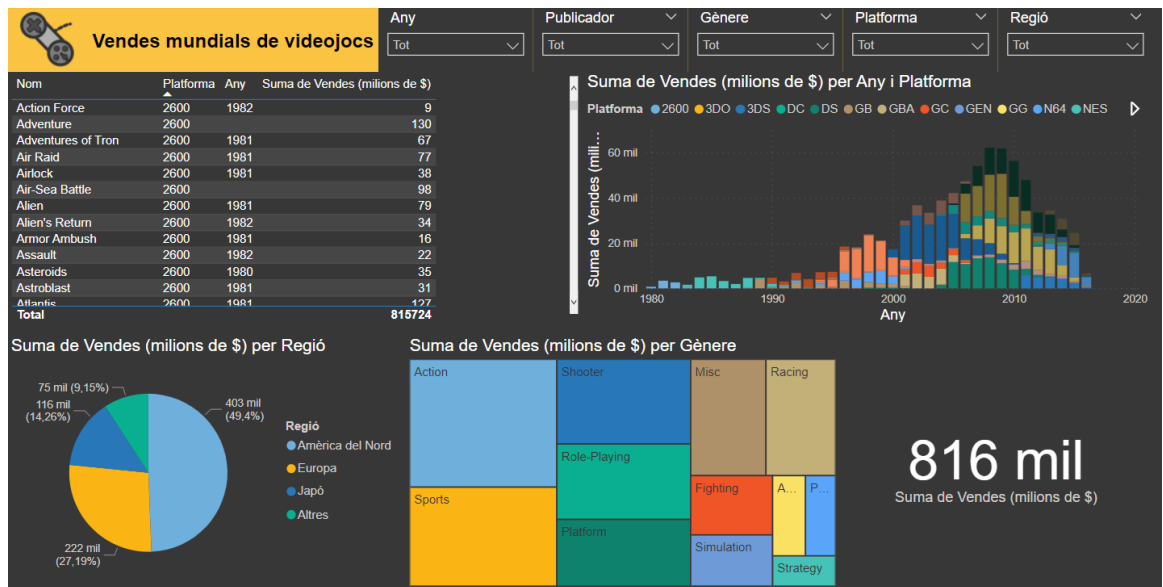 Vendes mundials de videojocs
Any
Tot
Publicador
Tot
Gènere
Tot
Platforma
Tot
Regió
Tot
Nom Platforma Any Suma de Vendes (milions de $)
Action Force 2600 1982 9
Adventure 2600 130
Adventures of Tron 2600 1981 67
Air Raid 2600 1981 77
Airlock 2600 1981 38
Air-Sea Battle 2600 98
Alien 2600 1981 79
Alien's Return 2600 1982 34
Armor Ambush 2600 1981 16
Assault 2600 1982 22
Asteroids 2600 1980 35
Astroblast 2600 1981 31
Atlantis 2600 1981 127
Total 815724
Suma de Vendes (milions de $) per Any i Platforma
Platforma 2600 3DO 3DS DC DS GB GBA GC GEN GG N64 NES
Suma de Vendes (mili...
60 mil
40 mil
20 mil
0 mil
1980 1990 2000 2010 2020
Any
Suma de Vendes (milions de $) per Regió
75 mil (9,15%)
116 mil
(14,26%)
403 mil
(49,4%)
222 mil
(27,19%)
Regió
Amèrica del Nord
Europa
Japó
Altres
Suma de Vendes (milions de $) per Gènere
Action
Shooter
Misc
Racing
Role-Playing
Sports
Fighting
A...
P...
Platform
Simulation
Strategy
816 mil
Suma de Vendes (milions de $)